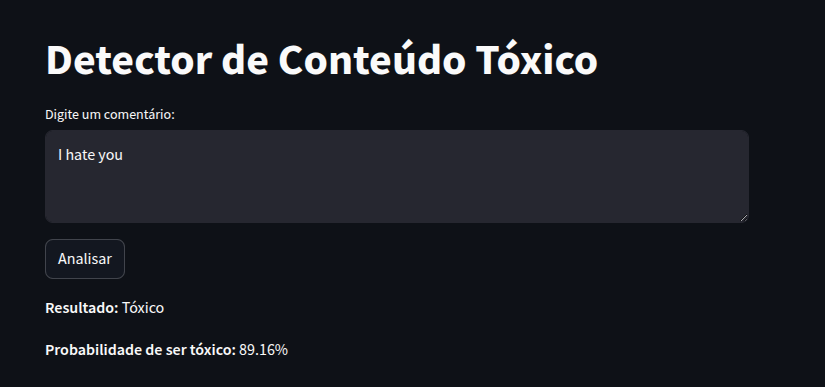 Detector de Conteúdo Tóxico
Digite um comentário:
I hate you
Analisar
Resultado: Tóxico
Probabilidade de ser tóxico: 89.16%